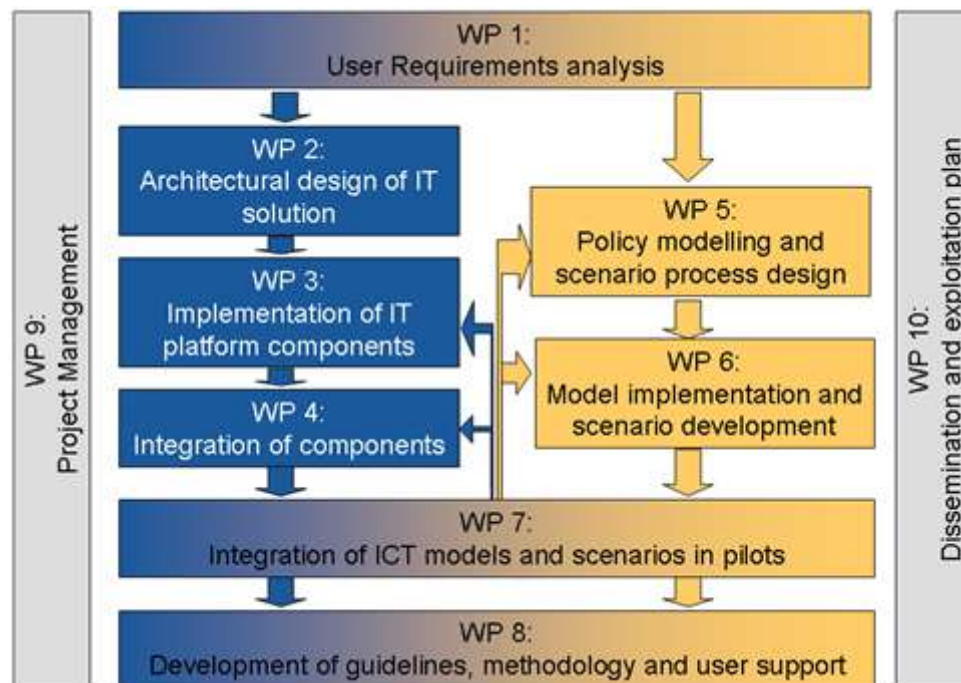 WP 1:
User Requirements analysis
WP 2:
Architectural design of IT
solution
WP 3:
Implementation of IT
platform components
WP 4:
Integration of components
WP 5:
Policy modelling and
scenario process design
WP 6:
Model implementation and
scenario development
WP 7:
Integration of ICT models and scenarios in pilots
WP 8:
Development of guidelines, methodology and user support
WP 9:
Project Management
WP 10:
Dissemination and exploitation plan